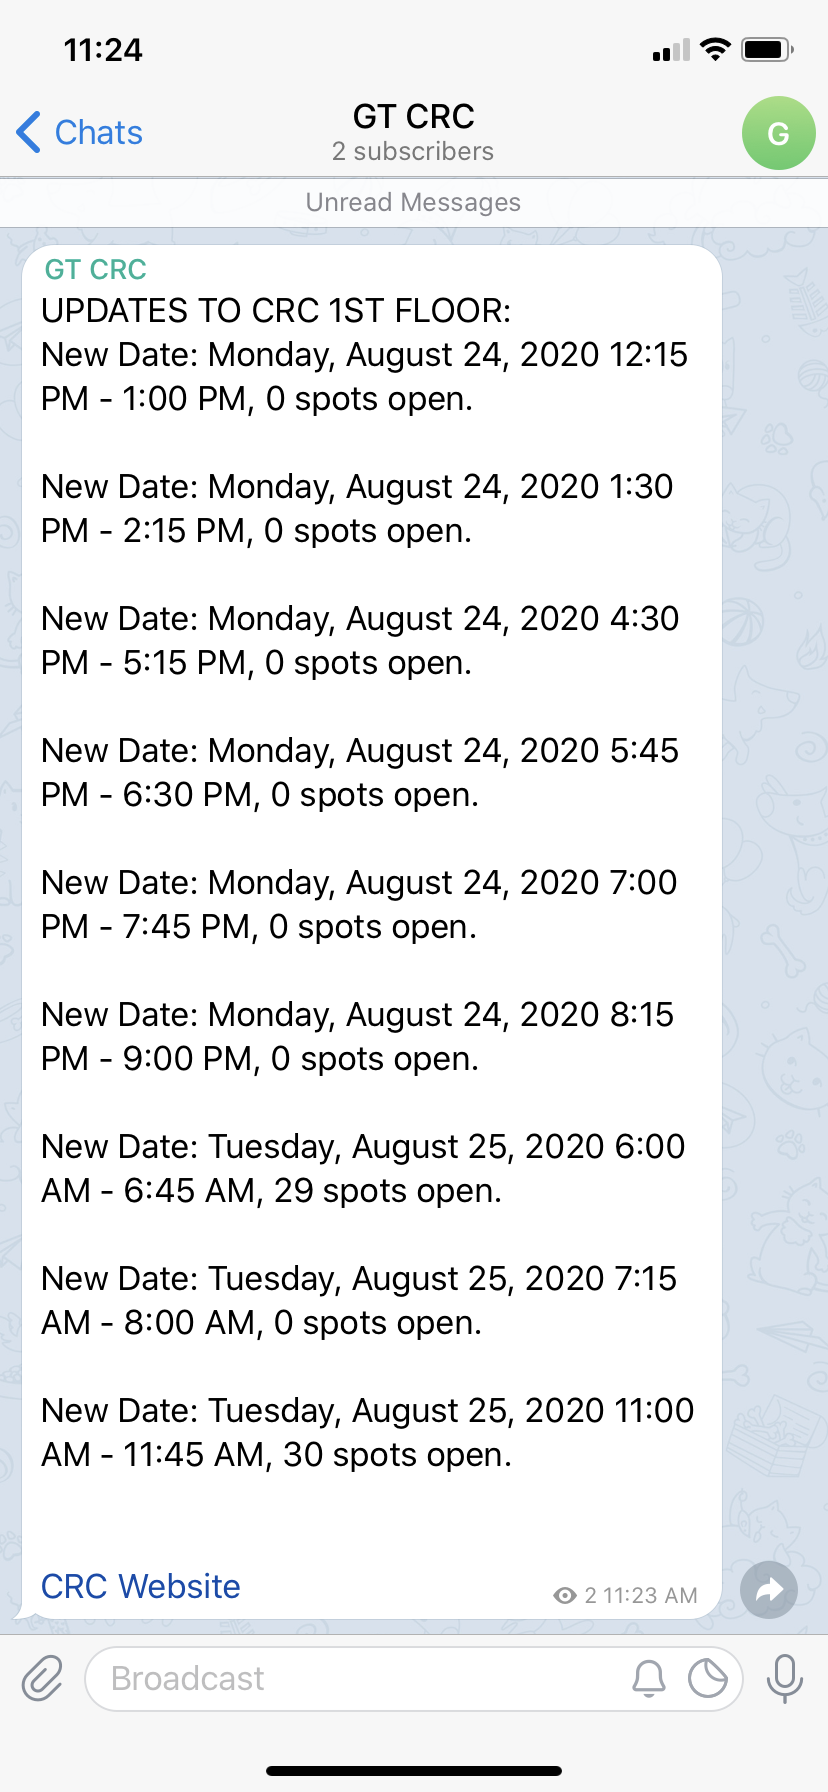 11:24
Chats
GT CRC
2 subscribers
G
Unread Messages
GT CRC
UPDATES TO CRC 1ST FLOOR:
New Date: Monday, August 24, 2020 12:15
PM - 1:00 PM, 0 spots open.
New Date: Monday, August 24, 2020 1:30
PM - 2:15 PM, 0 spots open.
New Date: Monday, August 24, 2020 4:30
PM - 5:15 PM, 0 spots open.
New Date: Monday, August 24, 2020 5:45
PM - 6:30 PM, 0 spots open.
New Date: Monday, August 24, 2020 7:00
PM - 7:45 PM, 0 spots open.
New Date: Monday, August 24, 2020 8:15
PM - 9:00 PM, 0 spots open.
New Date: Tuesday, August 25, 2020 6:00
AM - 6:45 AM, 29 spots open.
New Date: Tuesday, August 25, 2020 7:15
AM - 8:00 AM, 0 spots open.
New Date: Tuesday, August 25, 2020 11:00
AM - 11:45 AM, 30 spots open.
CRC Website
2 11:23 AM
Broadcast